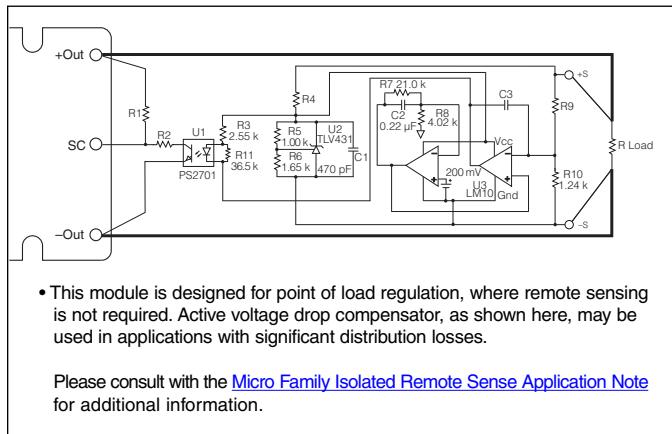 +Out
SC
–Out
R1
R2
U1
PS2701
R3
2.55 k
R11
36.5 k
R4
R5
1.00 k
R6
1.65 k
U2
TLV431
470 pF
C1
R7 21.0 k
C2
0.22 µF
R8
4.02 k
C3
Vcc
200 mV
U3
LM10
Gnd
+S
R9
R10
1.24 k
–S
R Load
• This module is designed for point of load regulation, where remote sensing
is not required. Active voltage drop compensator, as shown here, may be
used in applications with significant distribution losses.
Please consult with the Micro Family Isolated Remote Sense Application Note
for additional information.